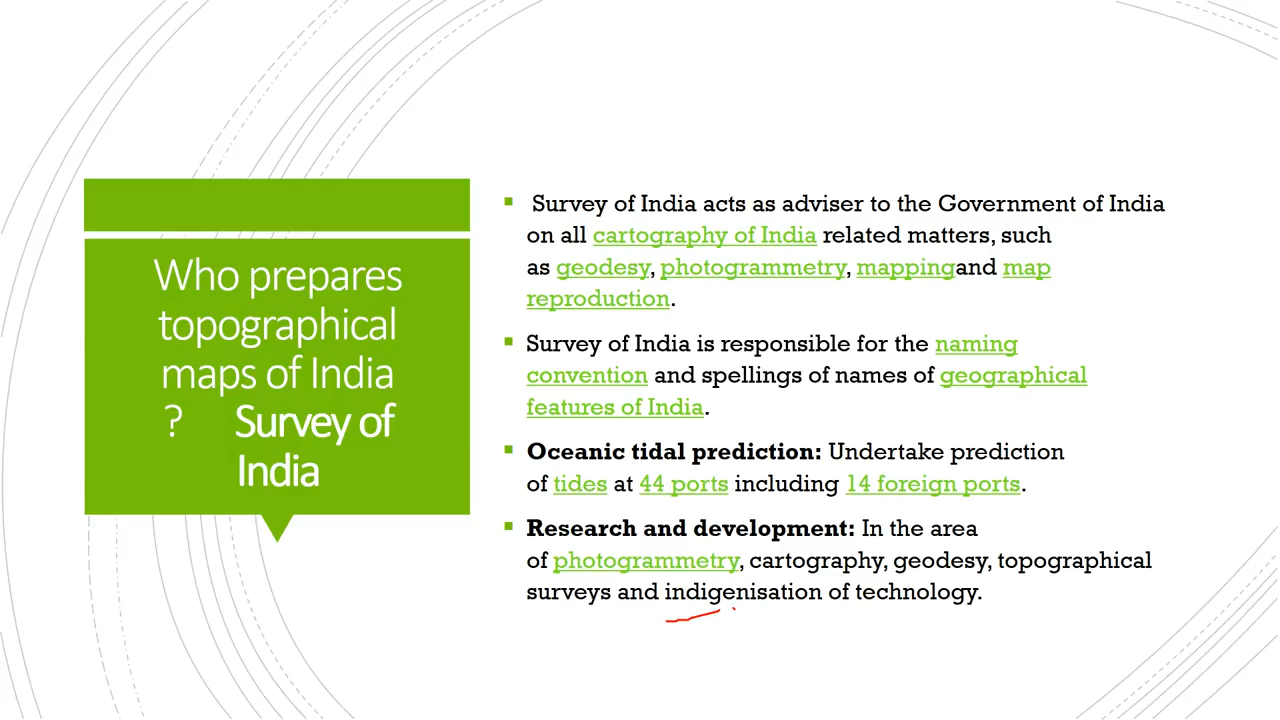 Who prepares
topographical
maps of India
? Survey of
India
Survey of India acts as adviser to the Government of India
on all cartography of India related matters, such
as geodesy, photogrammetry, mappingand map
reproduction.
Survey of India is responsible for the naming
convention and spellings of names of geographical
features of India.
Oceanic tidal prediction: Undertake prediction
of tides at 44 ports including 14 foreign ports.
Research and development: In the area
of photogrammetry, cartography, geodesy, topographical
surveys and indigenisation of technology.